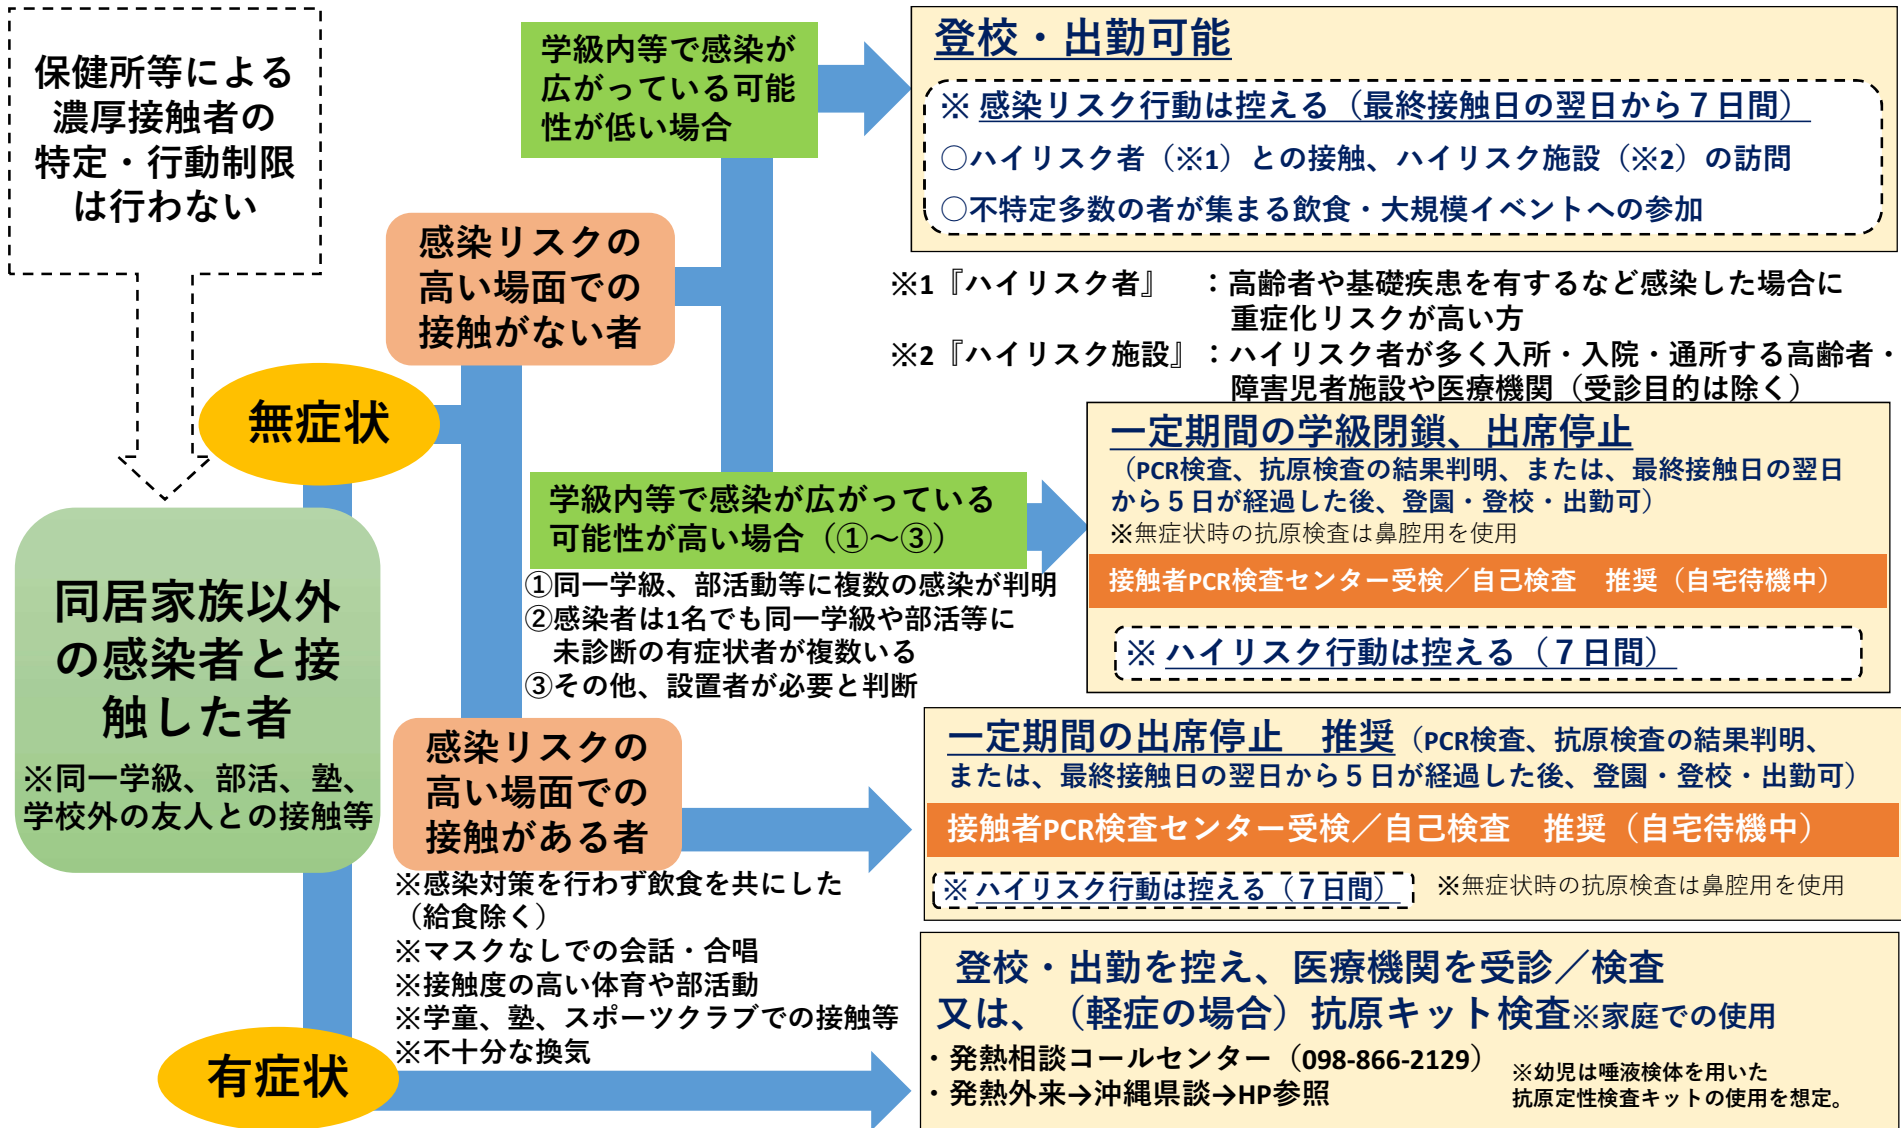 保健所等による
濃厚接触者の
特定・行動制限
は行わない
同居家族以外
の感染者と接
触した者
※同一学級、部活、塾、
学校外の友人との接触等
無症状
有症状
感染リスクの
高い場面での
接触がない者
感染リスクの
高い場面での
接触がある者
※感染対策を行わず飲食を共にした
（給食除く）
※マスクなしでの会話・合唱
※接触度の高い体育や部活動
※学童、塾、スポーツクラブでの接触等
※不十分な換気
学級内等で感染が
広がっている可能
性が低い場合
学級内等で感染が広がっている
可能性が高い場合（①～③）
①同一学級、部活動等に複数の感染が判明
②感染者は1名でも同一学級や部活等に
未診断の有症状者が複数いる
③その他、設置者が必要と判断
登校・出勤可能
※ 感染リスク行動は控える（最終接触日の翌日から７日間）
○ハイリスク者（※1）との接触、ハイリスク施設（※2）の訪問
○不特定多数の者が集まる飲食・大規模イベントへの参加
※1『ハイリスク者』　：高齢者や基礎疾患を有するなど感染した場合に
重症化リスクが高い方
※2『ハイリスク施設』：ハイリスク者が多く入所・入院・通所する高齢者・
障害児者施設や医療機関（受診目的は除く）
一定期間の学級閉鎖、出席停止
（PCR検査、抗原検査の結果判明、または、最終接触日の翌日
から５日が経過した後、登園・登校・出勤可）
※無症状時の抗原検査は鼻腔用を使用
接触者PCR検査センター受検／自己検査　推奨（自宅待機中）
※ ハイリスク行動は控える（７日間）
一定期間の出席停止　推奨（PCR検査、抗原検査の結果判明、
または、最終接触日の翌日から５日が経過した後、登園・登校・出勤可）
接触者PCR検査センター受検／自己検査　推奨（自宅待機中）
※ ハイリスク行動は控える（７日間）　※無症状時の抗原検査は鼻腔用を使用
登校・出勤を控え、医療機関を受診／検査
又は、（軽症の場合）抗原キット検査※家庭での使用
・発熱相談コールセンター（098-866-2129）
・発熱外来→沖縄県談→HP参照
※幼児は唾液検体を用いた
抗原定性検査キットの使用を想定。